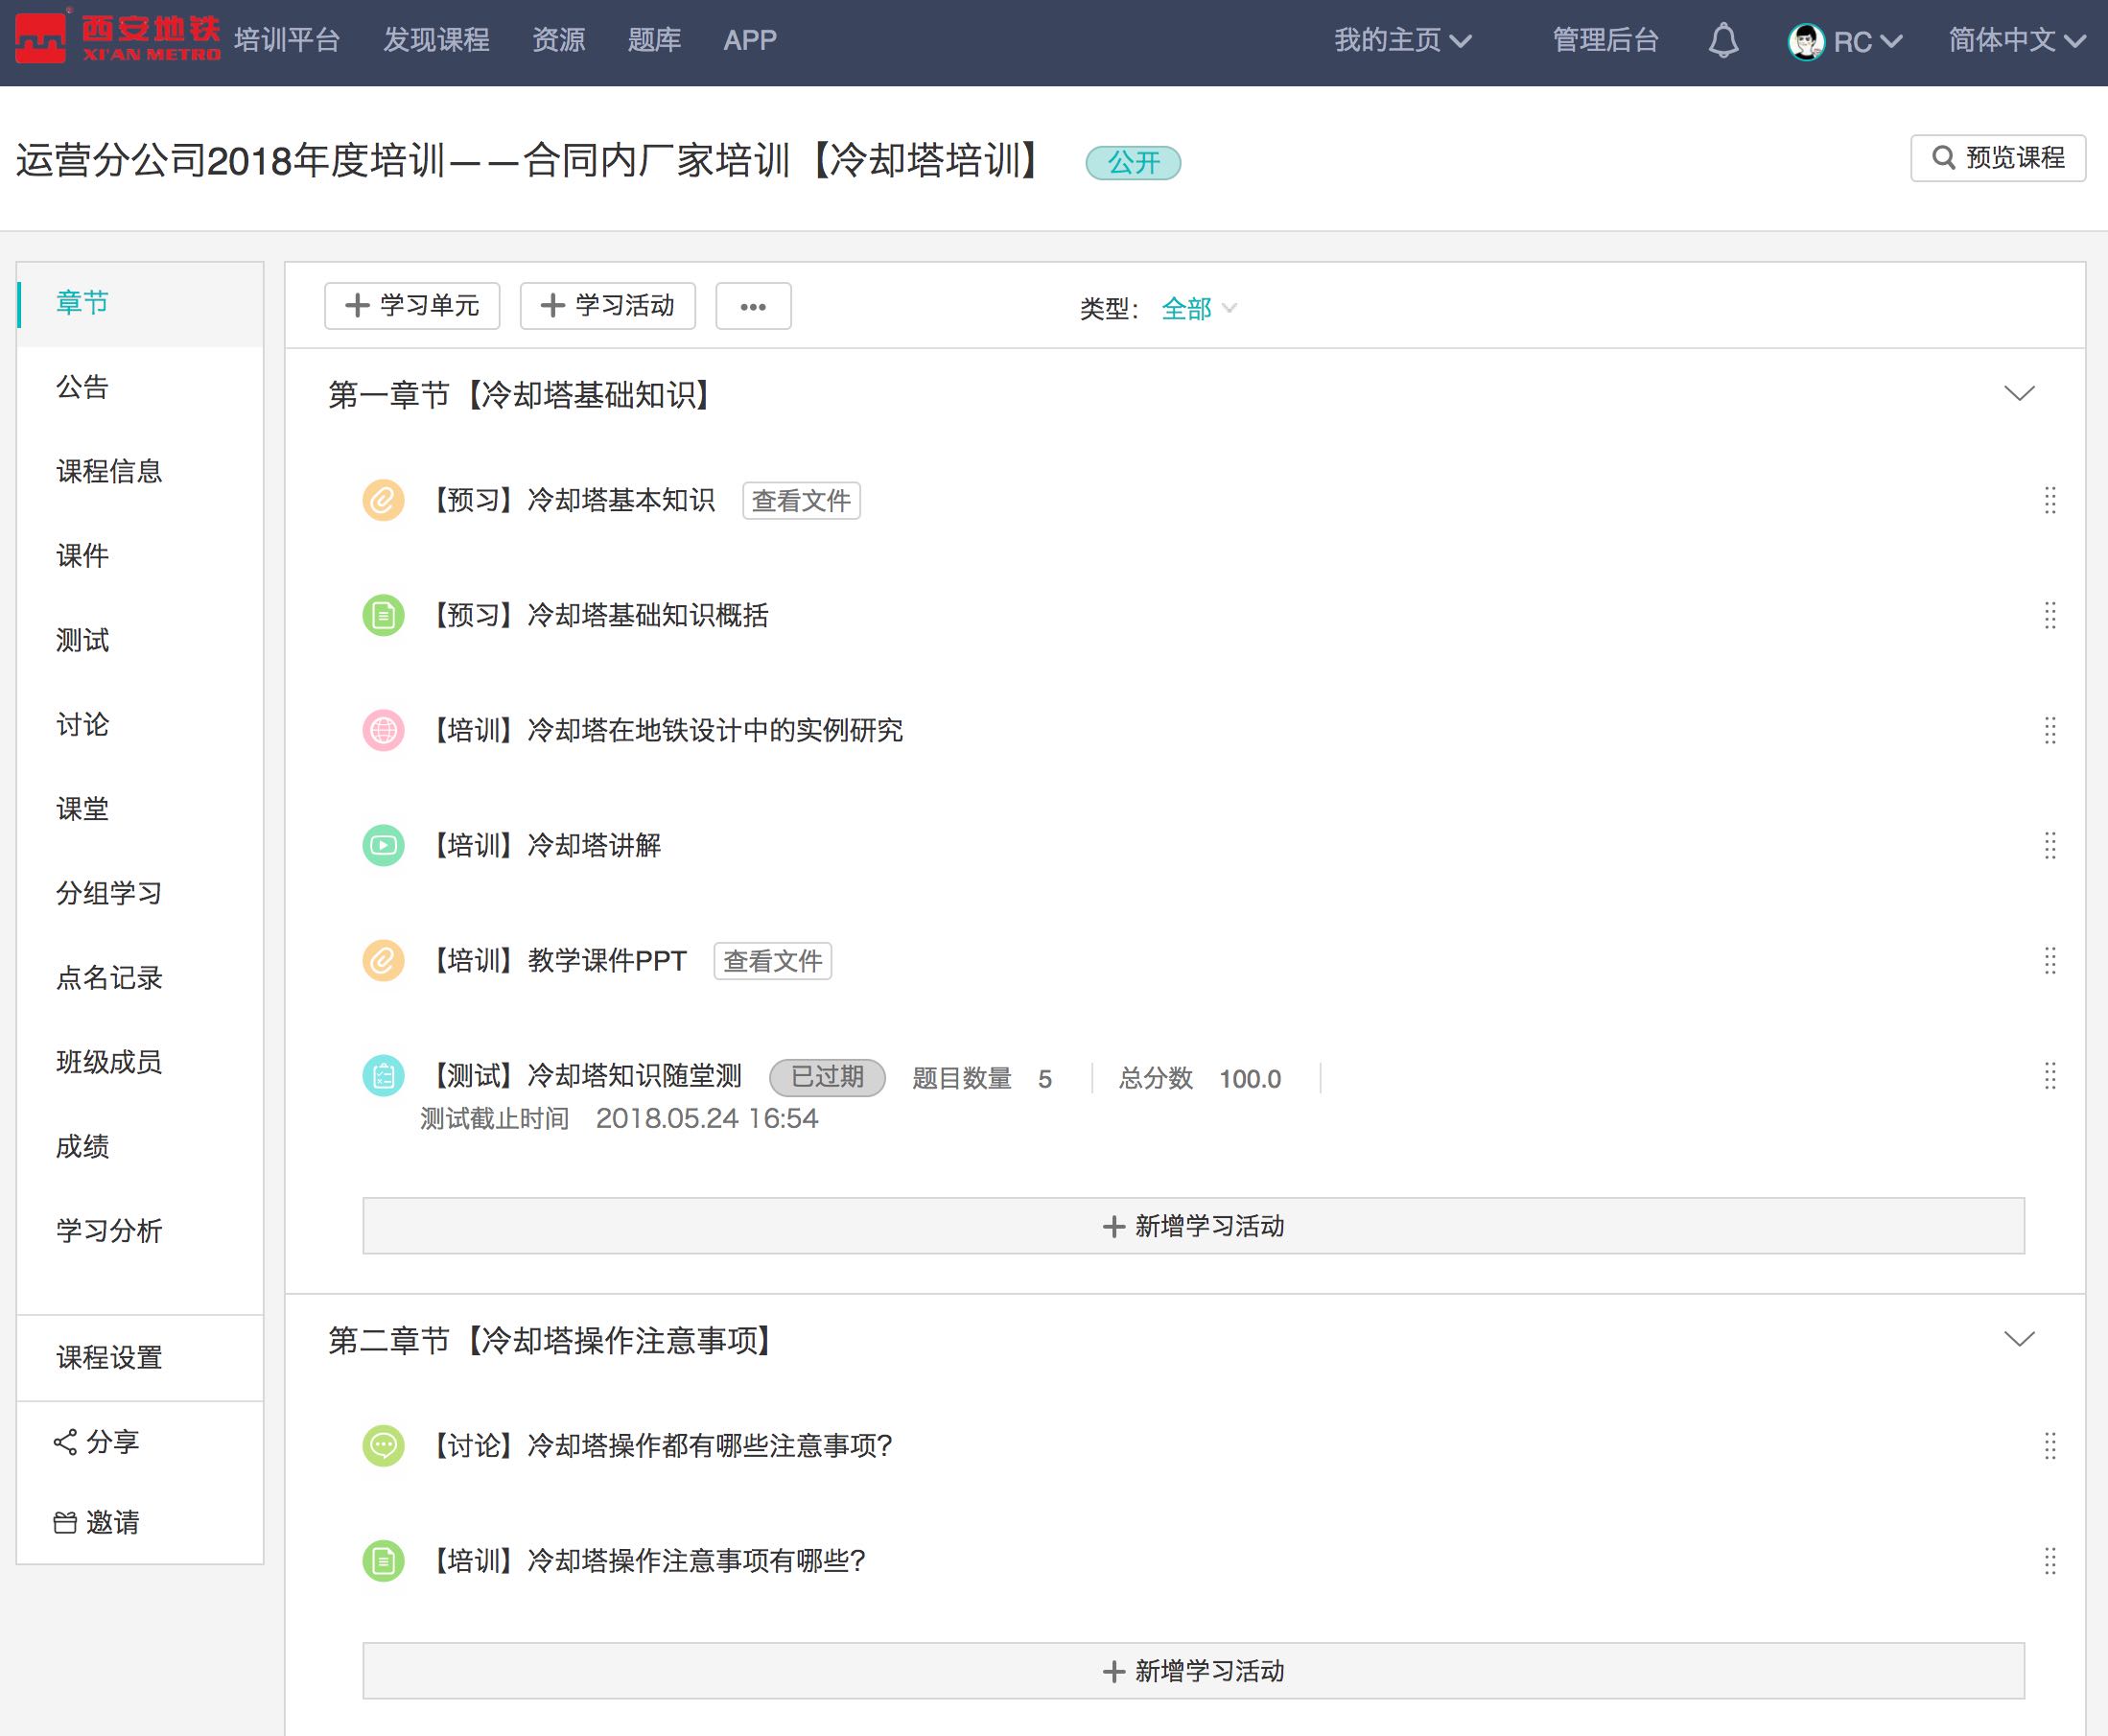 西安地铁
XI'AN METRO
培训平台 发现课程 资源 题库 APP 我的主页 管理后台 RC 简体中文
运营分公司2018年度培训——合同内厂家培训【冷却塔培训】 公开 预览课程
章节
公告
课程信息
课件
测试
讨论
课堂
分组学习
点名记录
班级成员
成绩
学习分析
课程设置
分享
邀请
学习单元 学习活动 ••• 类型： 全部
第一章节【冷却塔基础知识】
【预习】冷却塔基本知识 查看文件
【预习】冷却塔基础知识概括
【培训】冷却塔在地铁设计中的实例研究
【培训】冷却塔讲解
【培训】教学课件PPT 查看文件
【测试】冷却塔知识随堂测 已过期 题目数量 5 总分数 100.0
测试截止时间 2018.05.24 16:54
+ 新增学习活动
第二章节【冷却塔操作注意事项】
【讨论】冷却塔操作都有哪些注意事项？
【培训】冷却塔操作注意事项有哪些？
+ 新增学习活动